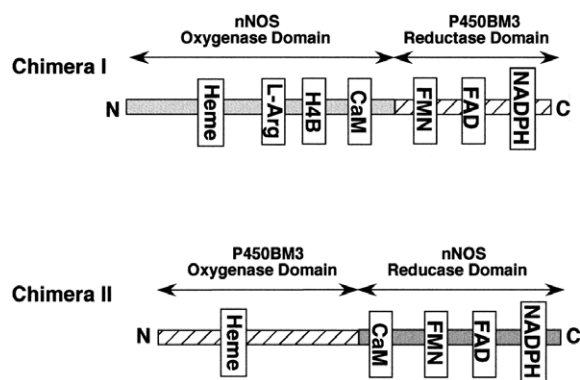 nNOS P450BM3
Oxygenase Domain Reductase Domain
Chimera I
N Heme L-Arg H4B CaM FMN FAD NADPH C
P450BM3 nNOS
Oxygenase Domain Reducase Domain
Chimera II
N Heme CaM FMN FAD NADPH C